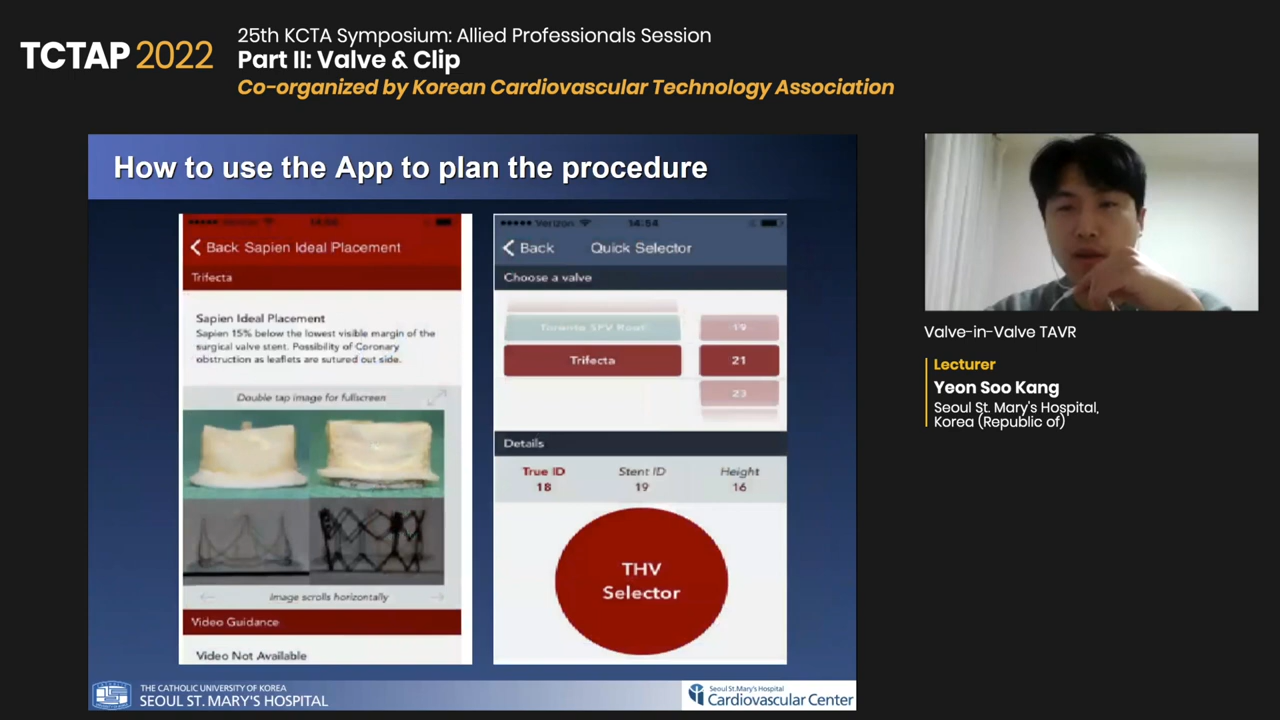 TCTAP 2022
25th KCTA Symposium: Allied Professionals Session
Part II: Valve & Clip
Co-organized by Korean Cardiovascular Technology Association
How to use the App to plan the procedure
Back Sapien Ideal Placement
Trifecta
Sapien Ideal Placement
Sapien 15% below the lowest visible margin of the
surgical valve stent. Possibility of Coronary
obstruction as leaflets are sutured out side.
Double tap image for fullscreen
Image scrolls horizontally
Video Guidance
Video Not Available
Verizon 14:54
Back Quick Selector
Choose a valve
Toronto SPV Root 19
Trifecta 21
23
Details
True ID Stent ID Height
18 19 16
THV
Selector
THE CATHOLIC UNIVERSITY OF KOREA
SEOUL ST. MARY'S HOSPITAL
Seoul St. Mary's Hospital
Cardiovascular Center
Valve-in-Valve TAVR
Lecturer
Yeon Soo Kang
Seoul St. Mary's Hospital,
Korea (Republic of)